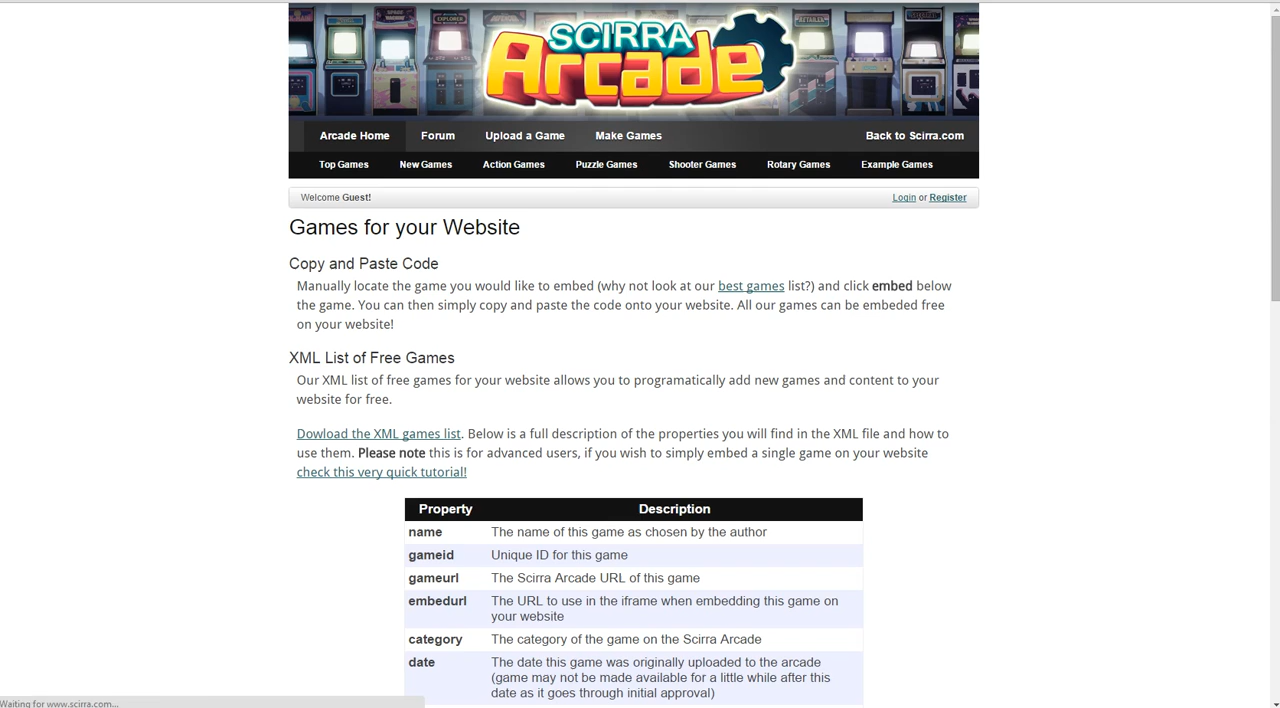 SCIRRA
Arcade
Arcade Home Forum Upload a Game Make Games Back to Scirra.com
Top Games New Games Action Games Puzzle Games Shooter Games Rotary Games Example Games
Welcome Guest! Login or Register
Games for your Website
Copy and Paste Code
Manually locate the game you would like to embed (why not look at our best games list?) and click embed below
the game. You can then simply copy and paste the code onto your website. All our games can be embeded free
on your website!
XML List of Free Games
Our XML list of free games for your website allows you to programatically add new games and content to your
website for free.
Dowload the XML games list. Below is a full description of the properties you will find in the XML file and how to
use them. Please note this is for advanced users, if you wish to simply embed a single game on your website
check this very quick tutorial!
Property Description
name The name of this game as chosen by the author
gameid Unique ID for this game
gameurl The Scirra Arcade URL of this game
embedurl The URL to use in the iframe when embedding this game on
your website
category The category of the game on the Scirra Arcade
date The date this game was originally uploaded to the arcade
(game may not be made available for a little while after this
date as it goes through initial approval)
Waiting for www.scirra.com...